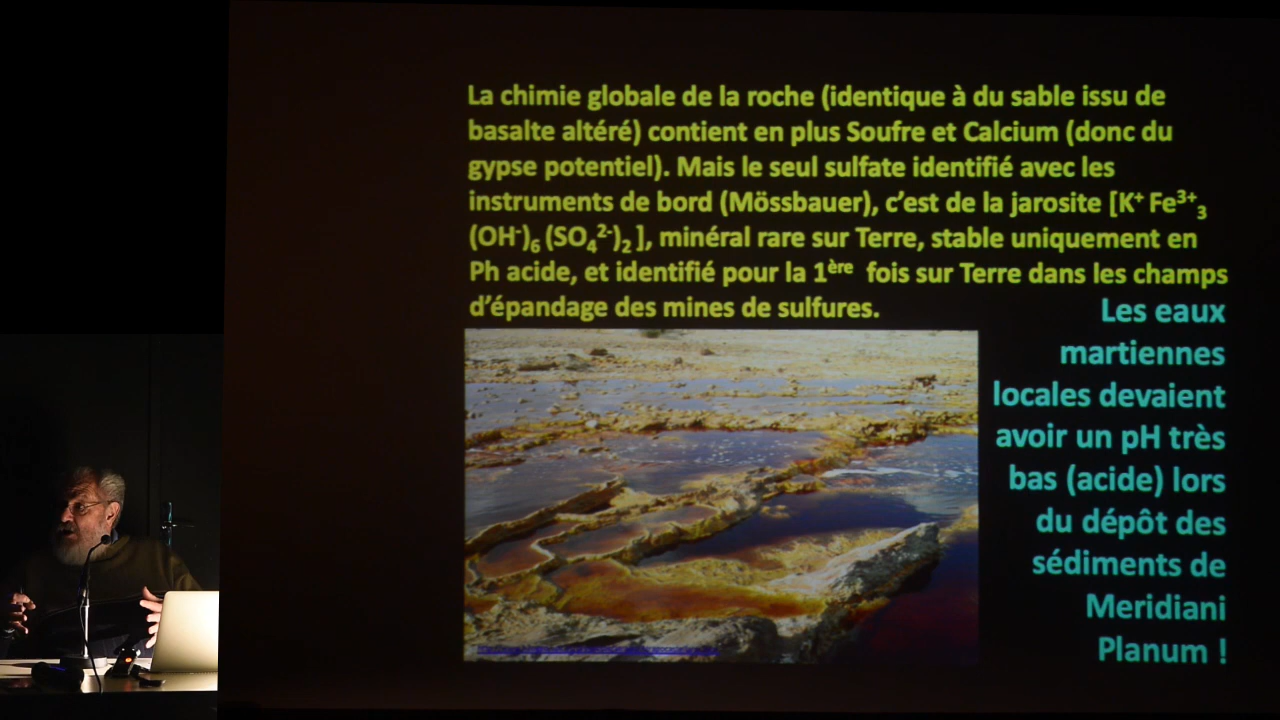 La chimie globale de la roche (identique à du sable issu de
basalte altéré) contient en plus Soufre et Calcium (donc du
gypse potentiel). Mais le seul sulfate identifié avec les
instruments de bord (Mössbauer), c'est de la jarosite [K⁺ Fe³⁺₃
(OH⁻)₆ (SO₄²⁻)₂ ], minéral rare sur Terre, stable uniquement en
Ph acide, et identifié pour la 1ère fois sur Terre dans les champs
d'épandage des mines de sulfures.
Les eaux
martiennes
locales devaient
avoir un pH très
bas (acide) lors
du dépôt des
sédiments de
Meridiani
Planum !